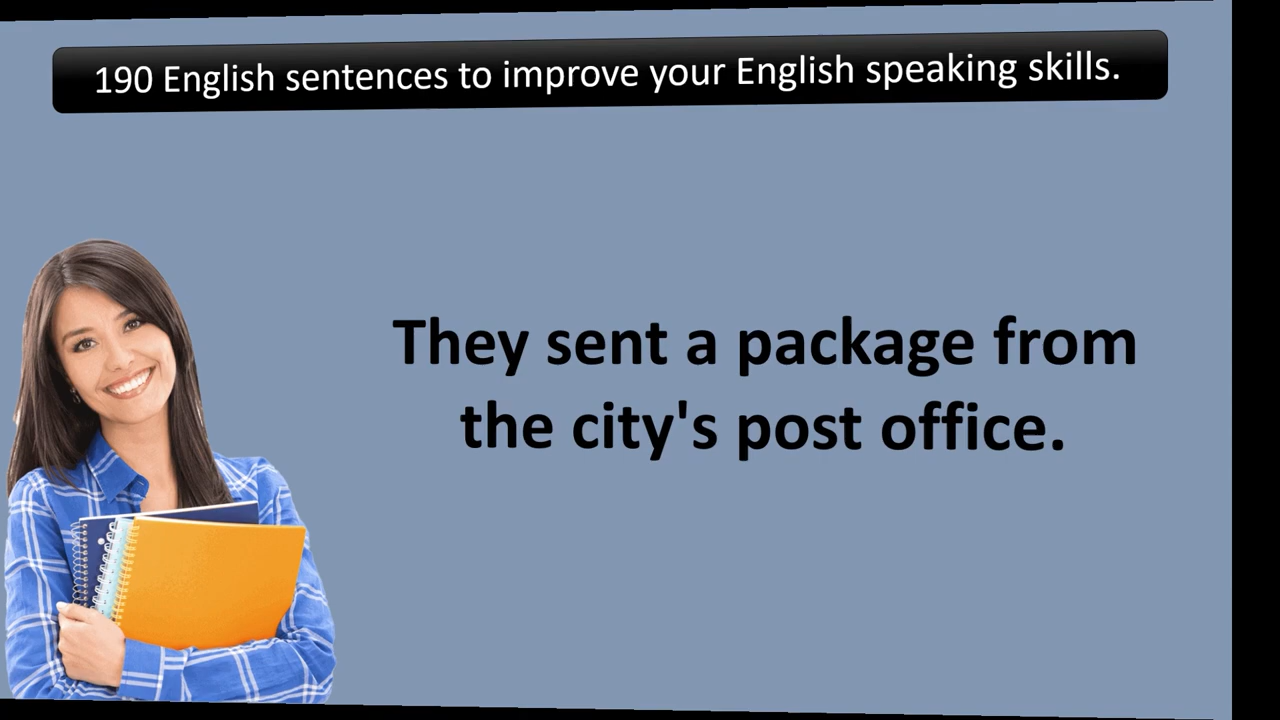 190 English sentences to improve your English speaking skills.
They sent a package from
the city's post office.